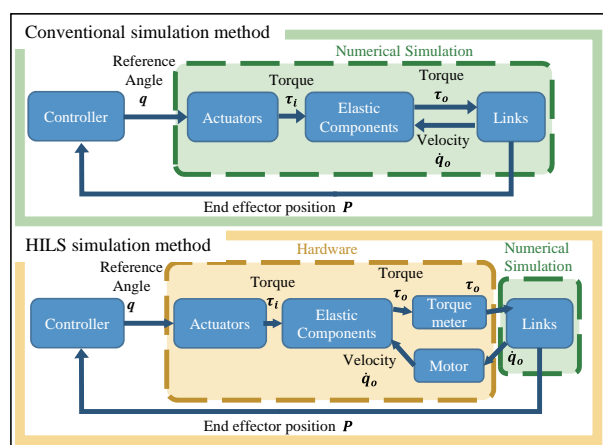 Conventional simulation method
Numerical Simulation
Reference
Angle
q
Torque
τi
Torque
τo
Controller
Actuators
Elastic
Components
Links
Velocity
q̇o
End effector position P
HILS simulation method
Hardware
Numerical
Simulation
Reference
Angle
q
Torque
τi
Torque
τo
τo
Controller
Actuators
Elastic
Components
Torque
meter
Links
Velocity
q̇o
Motor
q̇o
End effector position P